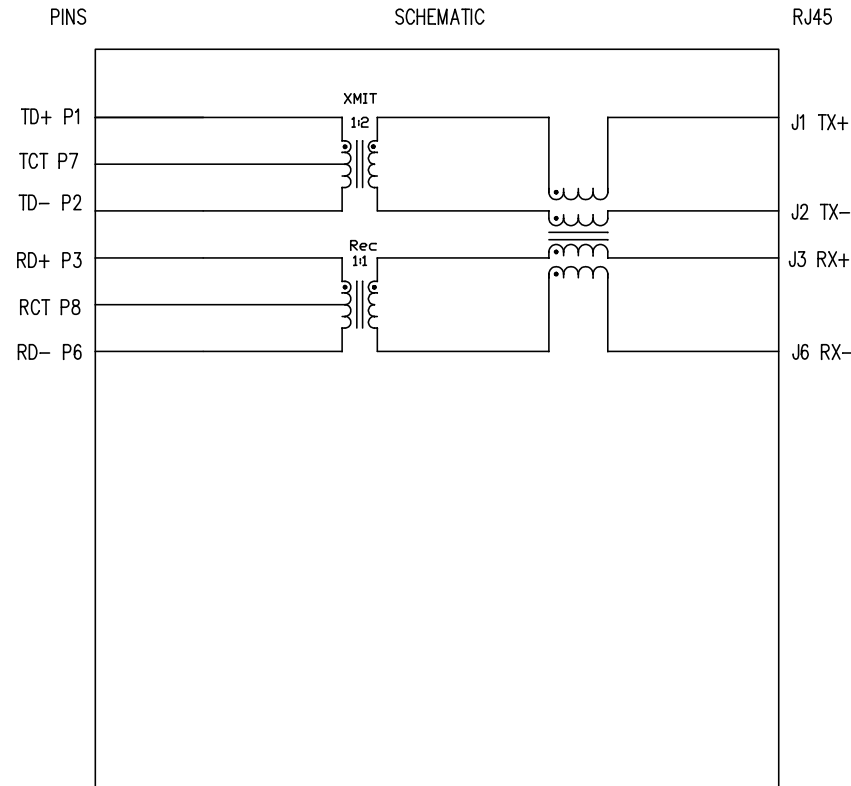 PINS SCHEMATIC RJ45
XMIT
1:2
TD+ P1
J1 TX+
TCT P7
TD- P2
J2 TX-
Rec
1:1
RD+ P3
J3 RX+
RCT P8
RD- P6
J6 RX-